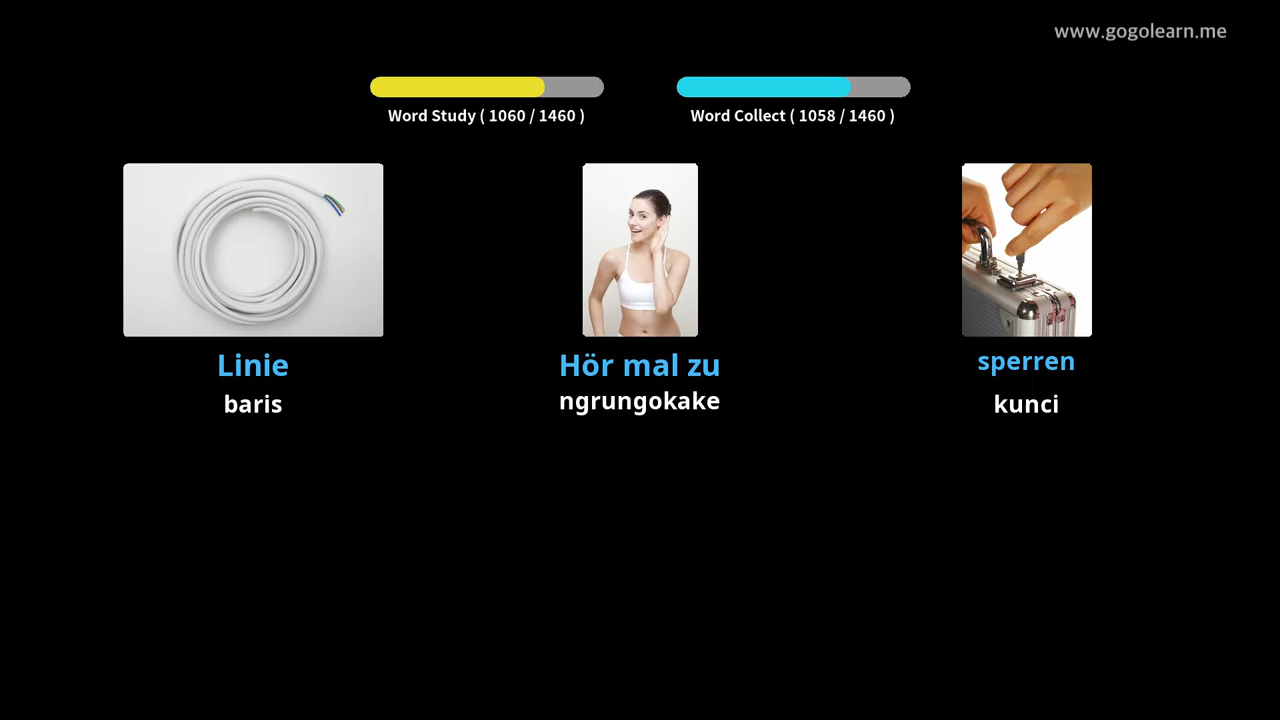 www.gogolearn.me
Word Study ( 1060 / 1460 )
Word Collect ( 1058 / 1460 )
Linie
baris
Hör mal zu
ngrungokake
sperren
kunci